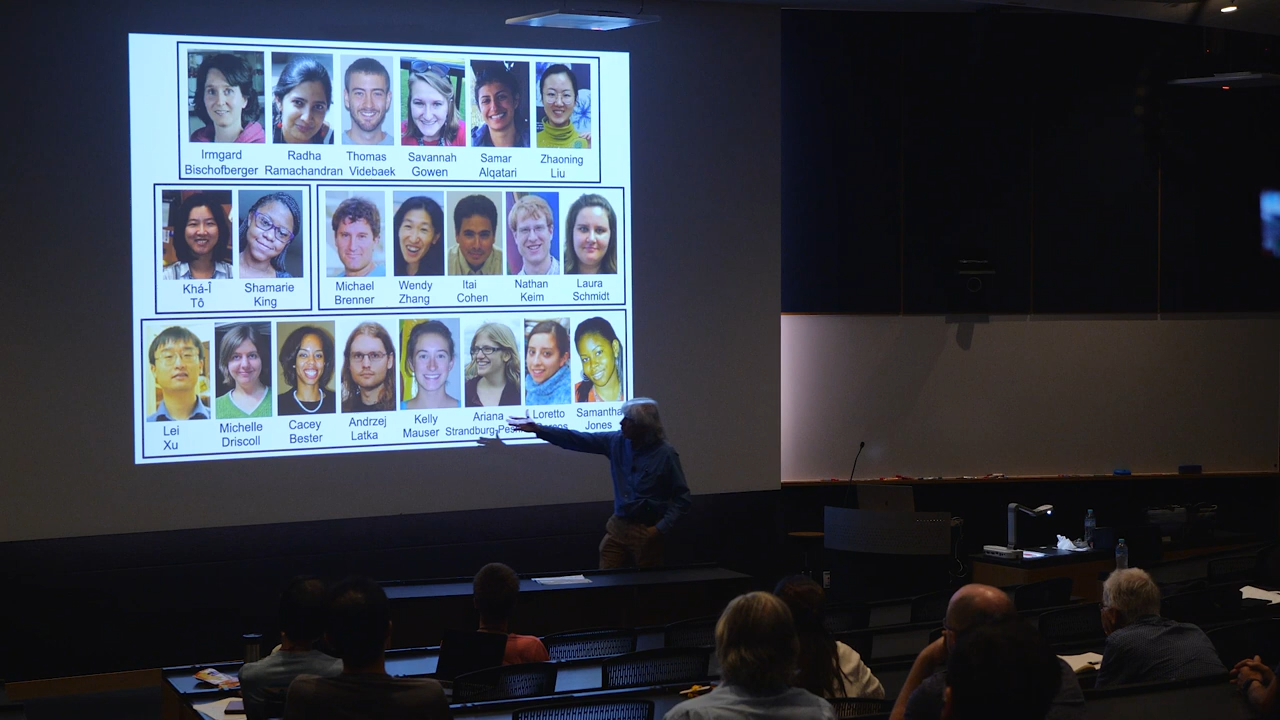 Irmgard Radha Thomas Savannah Samar Zhaoning
Bischofberger Ramachandran Videbaek Gowen Alqatari Liu
Khá-Î Shamarie Michael Wendy Itai Nathan Laura
Tô King Brenner Zhang Cohen Keim Schmidt
Lei Michelle Cacey Andrzej Kelly Ariana Loretto Samantha
Xu Driscoll Bester Latka Mauser Strandburg-Pesh Jones